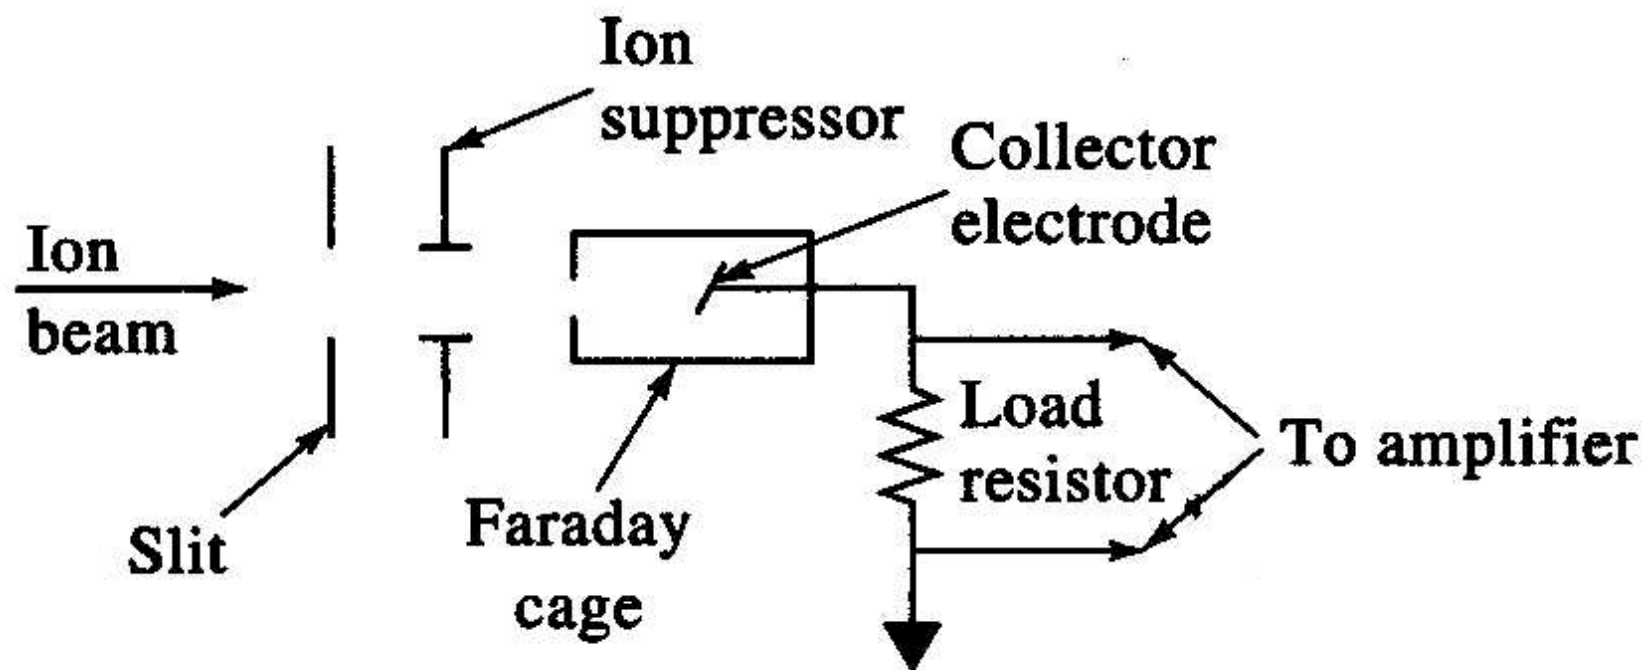 Ion
suppressor
Collector
electrode
Ion
beam
Load
resistor
To amplifier
Slit
Faraday
cage